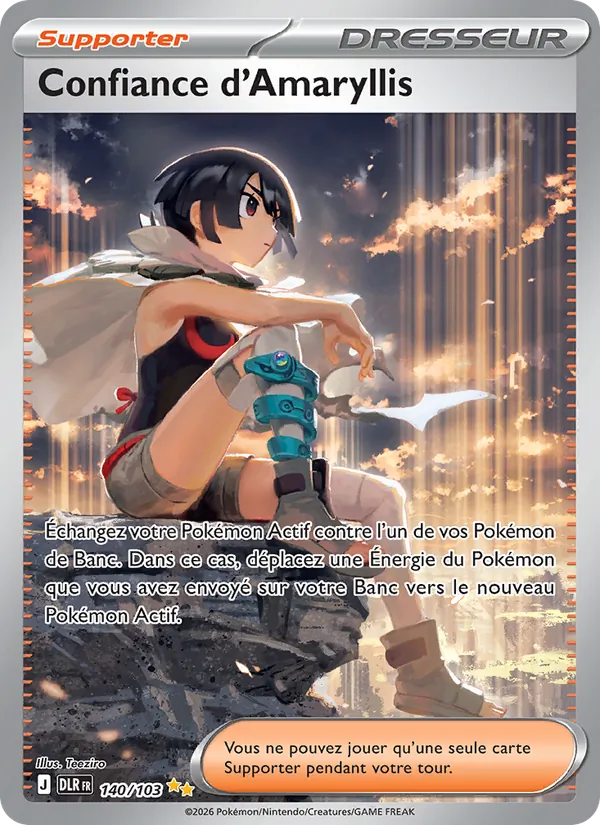 Supporter DRESSEUR
Confiance d'Amaryllis
Échangez votre Pokémon Actif contre l'un de vos Pokémon
de Banc. Dans ce cas, déplacez une Énergie du Pokémon
que vous avez envoyé sur votre Banc vers le nouveau
Pokémon Actif.
Vous ne pouvez jouer qu'une seule carte
Supporter pendant votre tour.
Illus. Teeziro
J DLR FR 140/103
©2026 Pokémon/Nintendo/Creatures/GAME FREAK